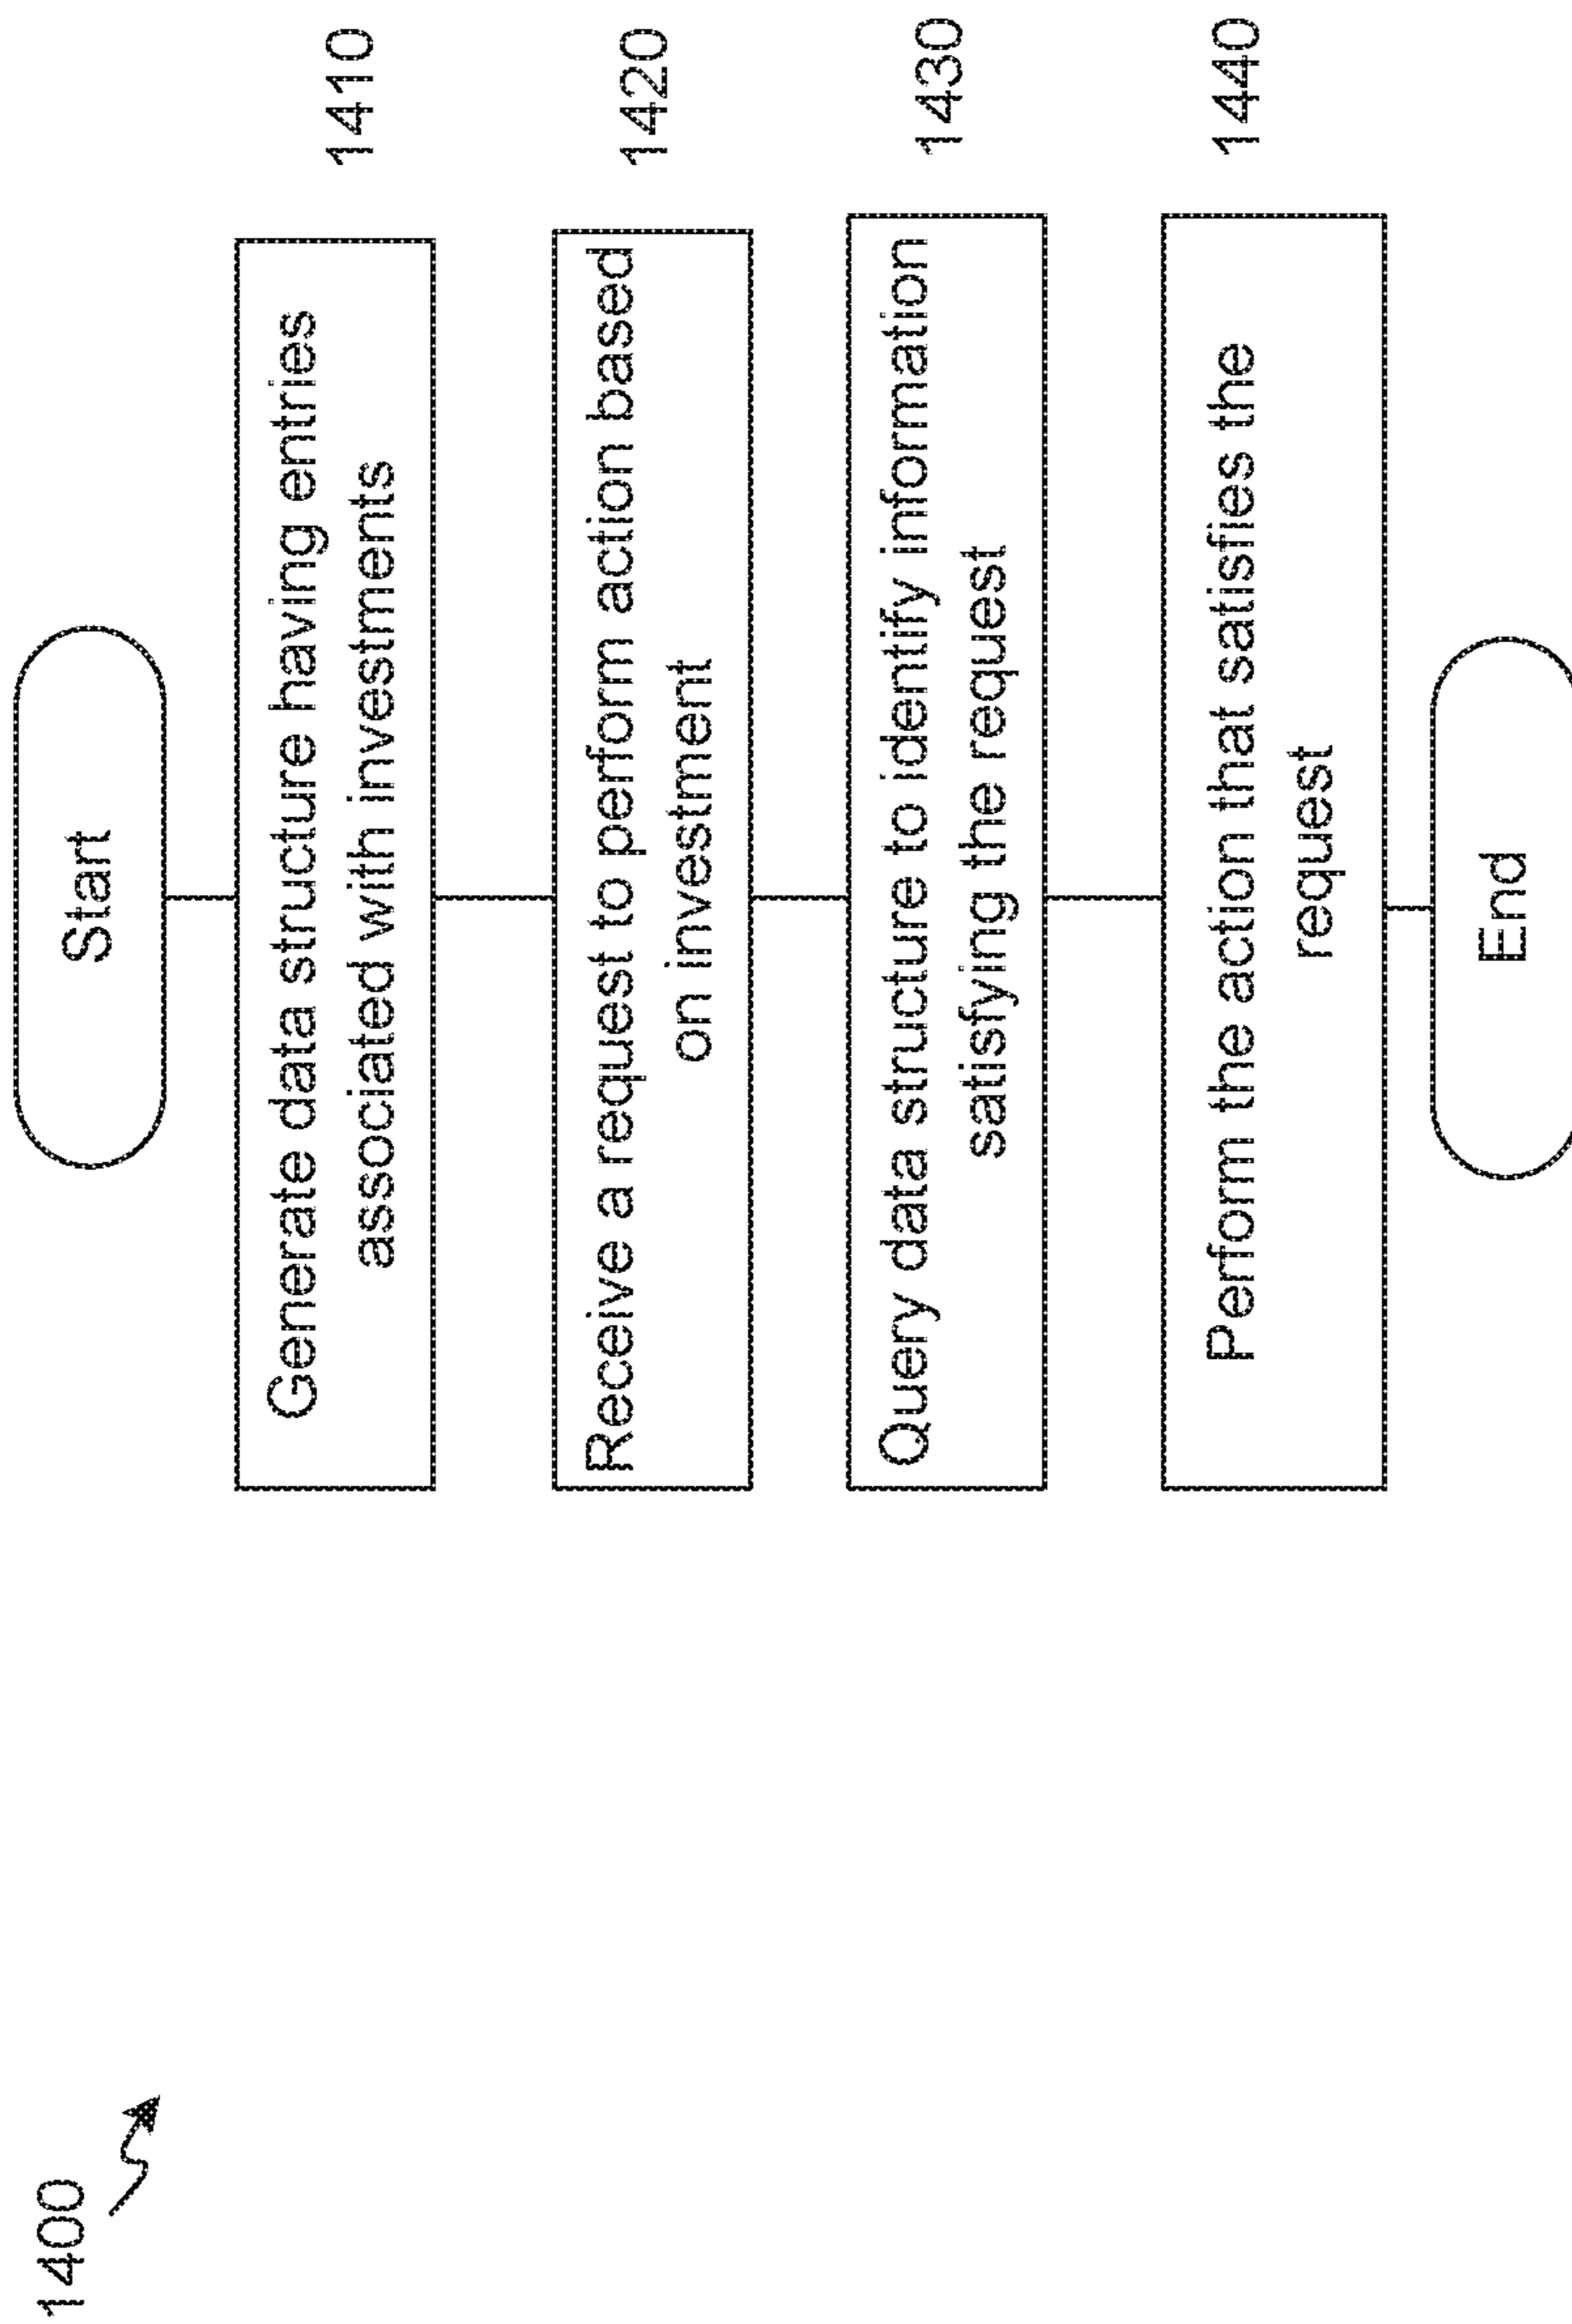 1400
Start
Generate data structure having entries
associated with investments
1410
Receive a request to perform action based
on investment
1420
Query data structure to identify information
satisfying the request
1430
Perform the action that satisfies the
request
1440
End